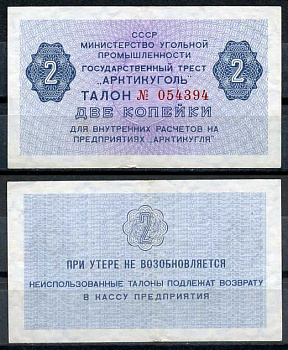 СССР
МИНИСТЕРСТВО УГОЛЬНОЙ
ПРОМЫШЛЕННОСТИ
ГОСУДАРСТВЕННЫЙ ТРЕСТ
„АРКТИКУГОЛЬ"
2 ТАЛОН № 054394 2
ДВЕ КОПЕЙКИ
ДЛЯ ВНУТРЕННИХ РАСЧЕТОВ НА
ПРЕДПРИЯТИЯХ „АРКТИКУГЛЯ"
2
ПРИ УТЕРЕ НЕ ВОЗОБНОВЛЯЕТСЯ
НЕИСПОЛЬЗОВАННЫЕ ТАЛОНЫ ПОДЛЕЖАТ ВОЗВРАТУ
В КАССУ ПРЕДПРИЯТИЯ